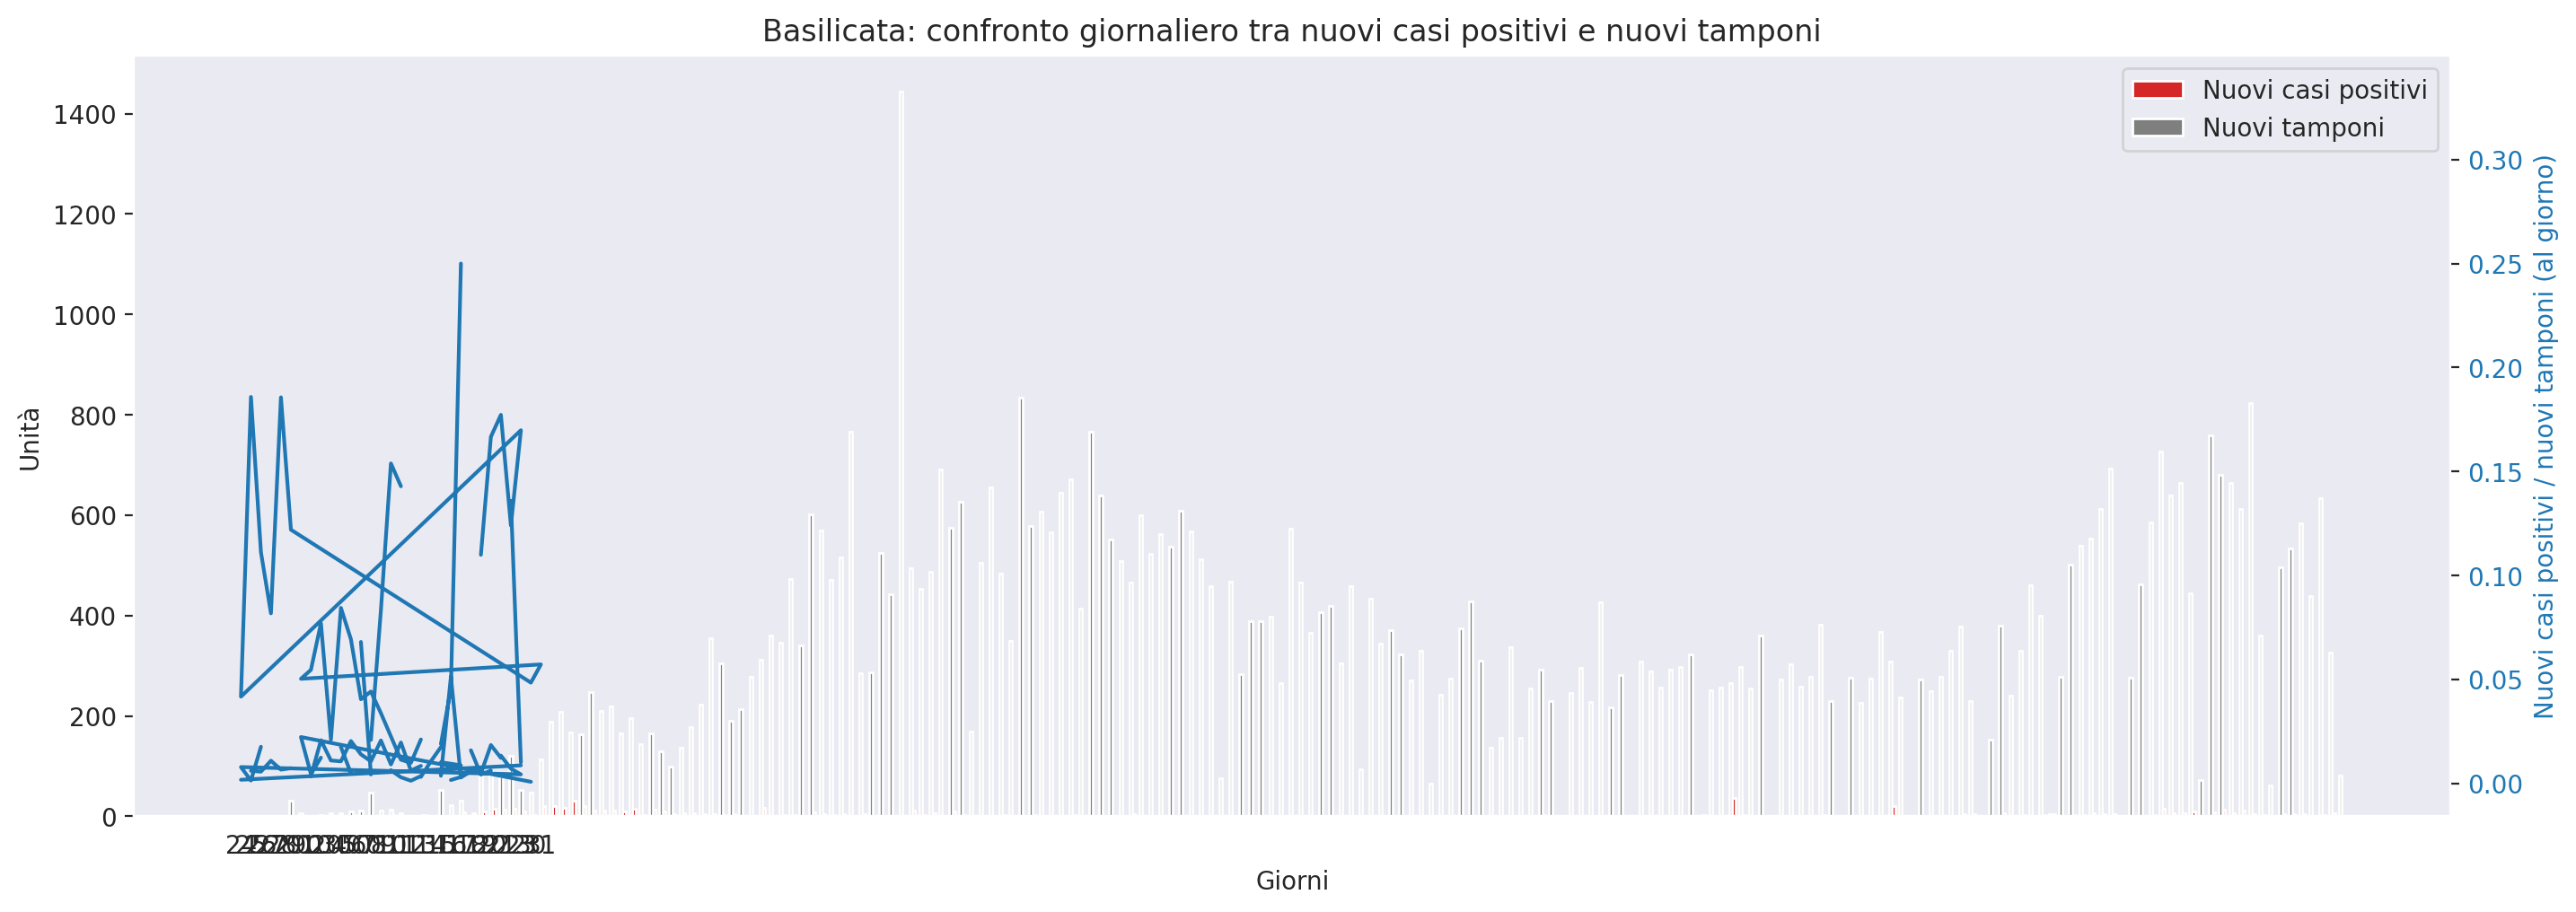 Basilicata: confronto giornaliero tra nuovi casi positivi e nuovi tamponi
Nuovi casi positivi
Nuovi tamponi
1400
1200
1000
800
600
400
200
0
Unità
0.30
0.25
0.20
0.15
0.10
0.05
0.00
Nuovi casi positivi / nuovi tamponi (al giorno)
Giorni